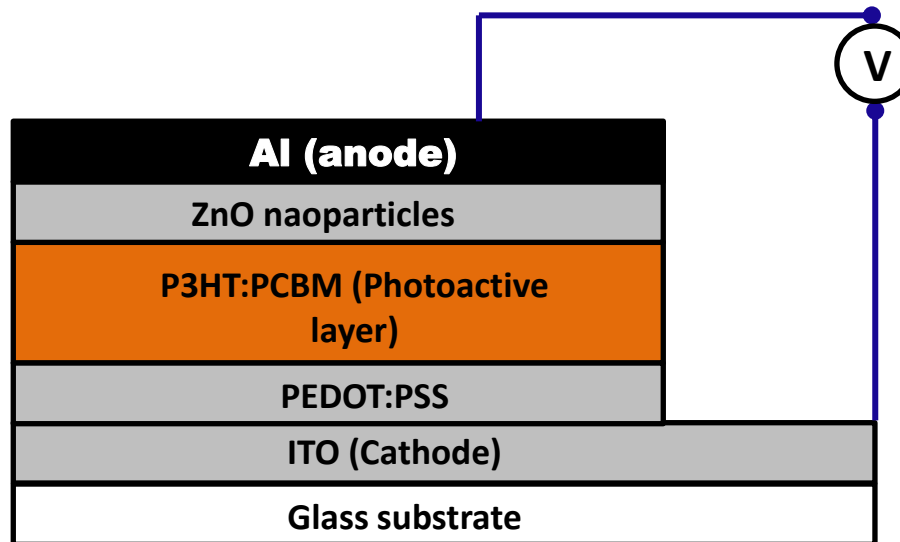 V
Al (anode)
ZnO naoparticles
P3HT:PCBM (Photoactive
layer)
PEDOT:PSS
ITO (Cathode)
Glass substrate